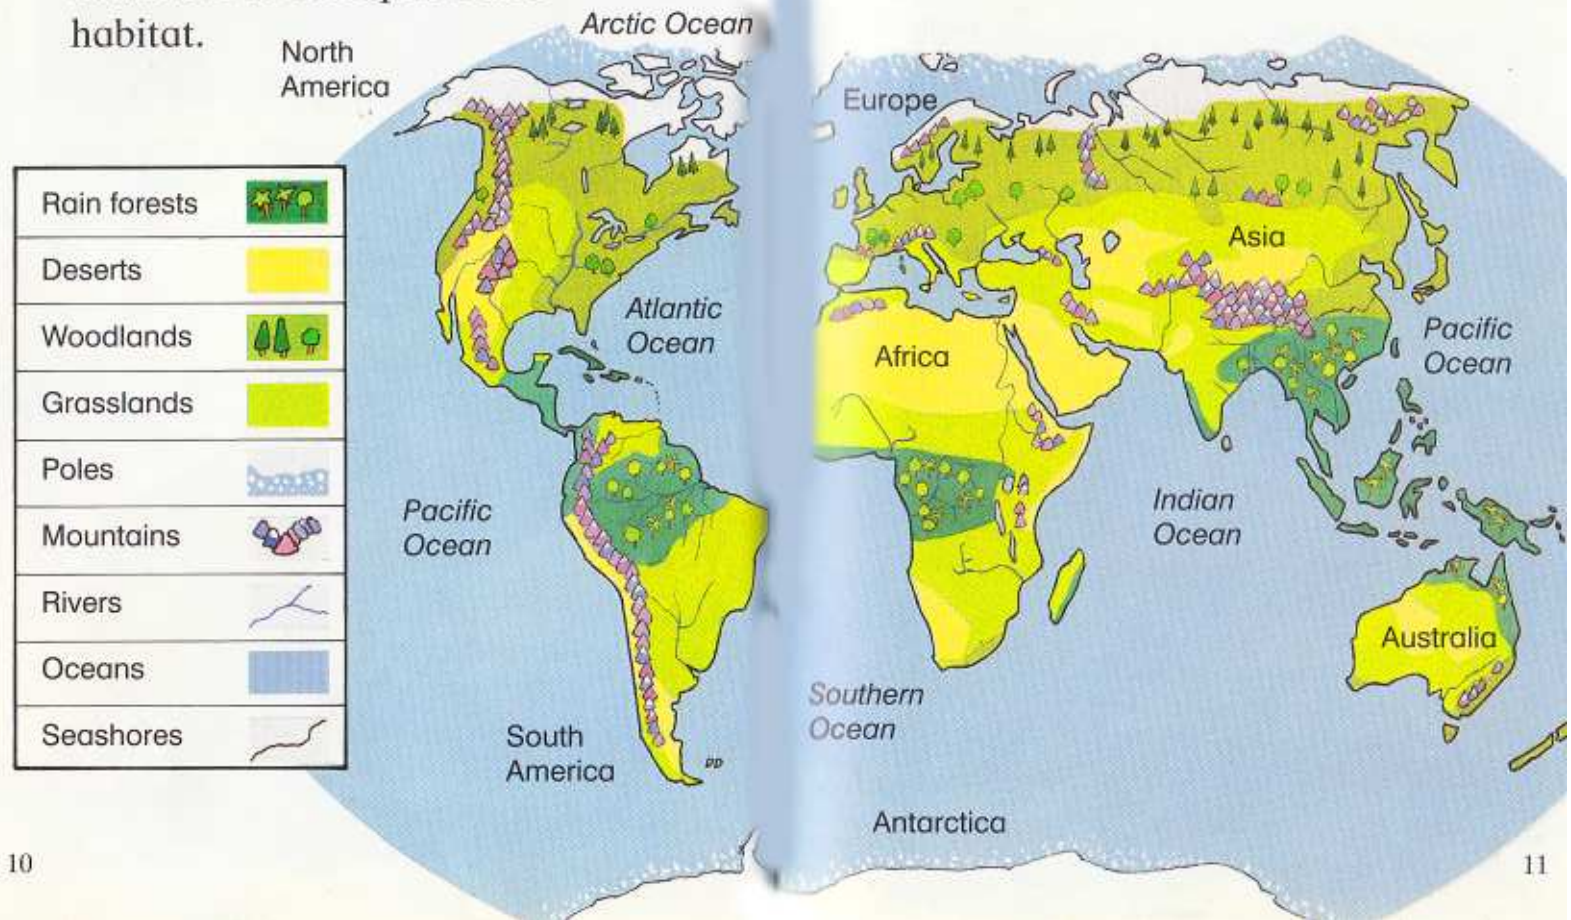 habitat.
Arctic Ocean
North
America
Europe
Rain forests
Deserts
Woodlands
Grasslands
Poles
Mountains
Rivers
Oceans
Seashores
Atlantic
Ocean
Pacific
Ocean
South
America
DD
Asia
Africa
Pacific
Ocean
Indian
Ocean
Australia
Southern
Ocean
Antarctica
10
11